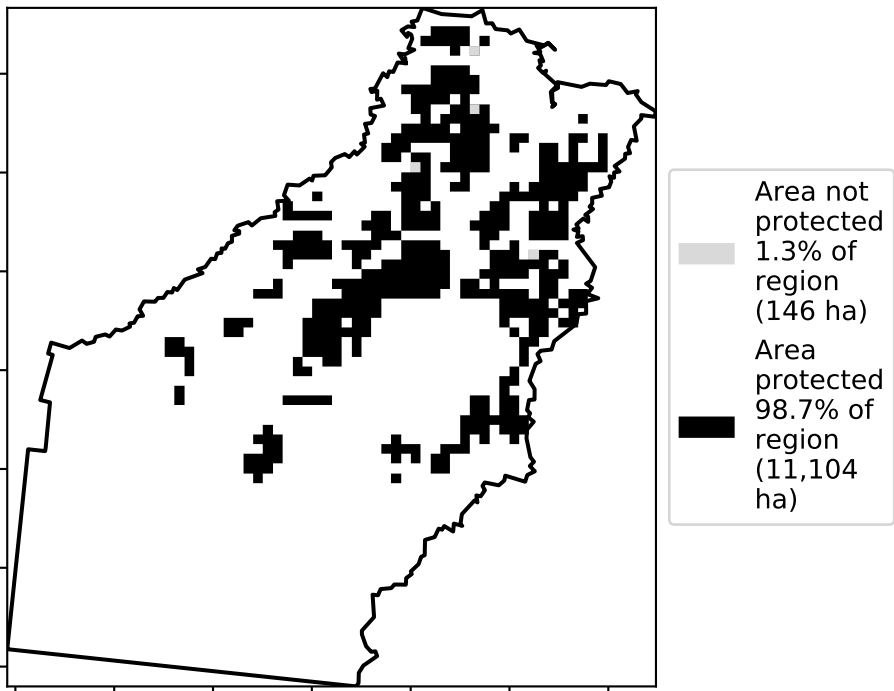 Area not
protected
1.3% of
region
(146 ha)
Area
protected
98.7% of
region
(11,104
ha)